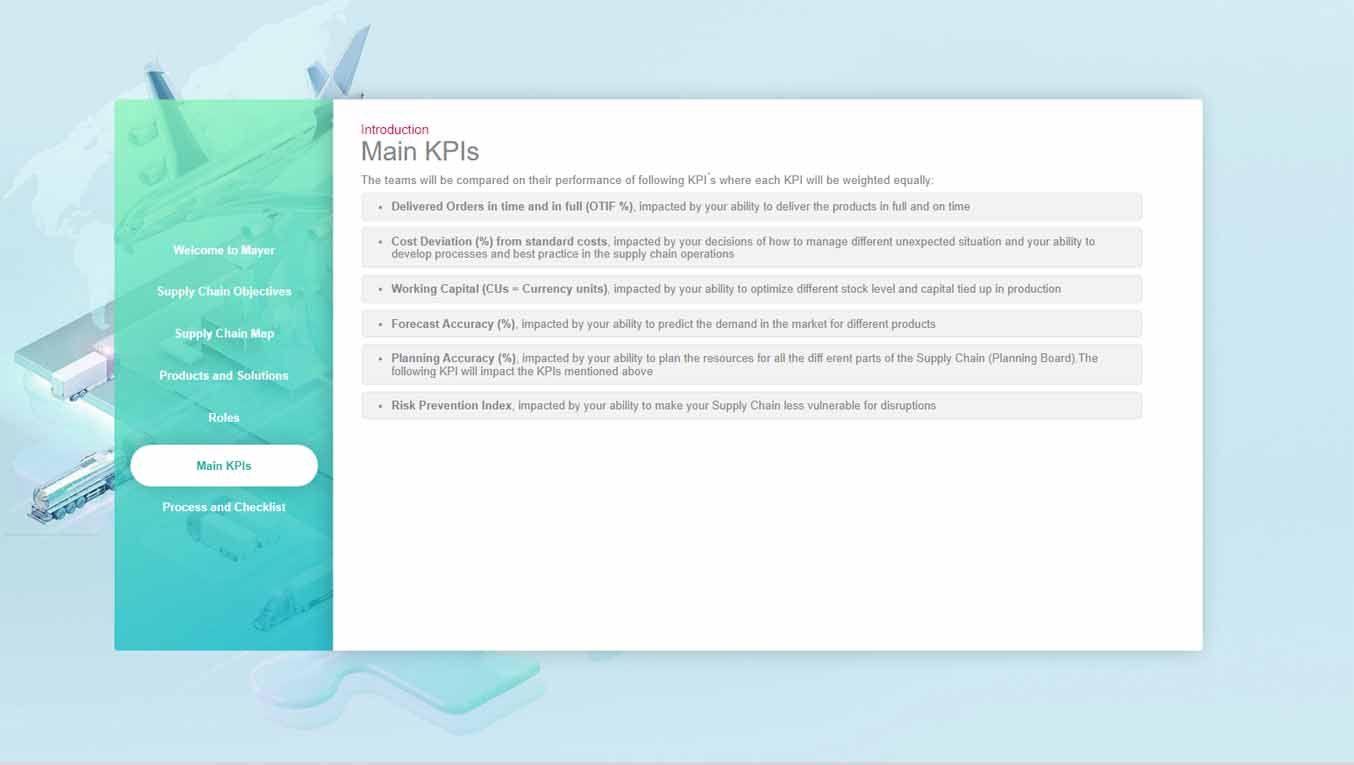 Welcome to Mayer
Supply Chain Objectives
Supply Chain Map
Products and Solutions
Roles
Main KPIs
Process and Checklist
Introduction
Main KPIs
The teams will be compared on their performance of following KPI´s where each KPI will be weighted equally:
• Delivered Orders in time and in full (OTIF %), impacted by your ability to deliver the products in full and on time
• Cost Deviation (%) from standard costs, impacted by your decisions of how to manage different unexpected situation and your ability to
develop processes and best practice in the supply chain operations
• Working Capital (CUs = Currency units), impacted by your ability to optimize different stock level and capital tied up in production
• Forecast Accuracy (%), impacted by your ability to predict the demand in the market for different products
• Planning Accuracy (%), impacted by your ability to plan the resources for all the diff erent parts of the Supply Chain (Planning Board).The
following KPI will impact the KPIs mentioned above
• Risk Prevention Index, impacted by your ability to make your Supply Chain less vulnerable for disruptions